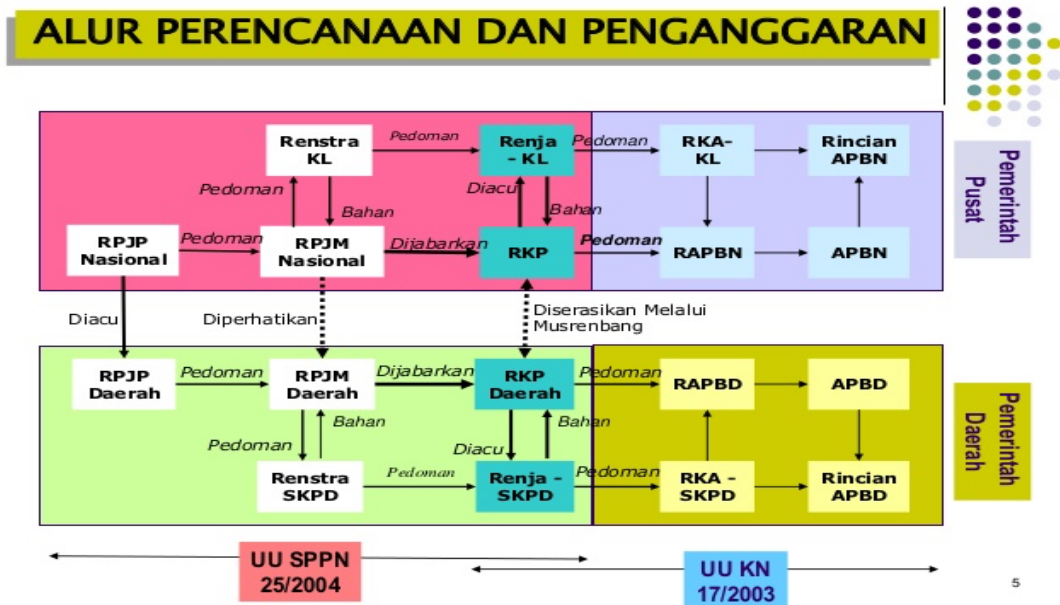 ALUR PERENCANAAN DAN PENGANGGARAN
Renstra
KL
Pedoman
Renja
- KL
Pedoman
RKA-
KL
Rincian
APBN
Pemerintah
Pusat
Pedoman
Bahan
Diacu
Bahan
RPJP
Nasional
Pedoman
RPJM
Nasional
Dijabarkan
RKP
Pedoman
RAPBN
APBN
Diacu
Diperhatikan
Diserasikan Melalui
Musrenbang
RPJP
Daerah
Pedoman
RPJM
Daerah
Dijabarkan
RKP
Daerah
Pedoman
RAPBD
APBD
Pemerintah
Daerah
Pedoman
Bahan
Diacu
Bahan
Renstra
SKPD
Pedoman
Renja -
SKPD
Pedoman
RKA -
SKPD
Rincian
APBD
UU SPPN
25/2004
UU KN
17/2003
5